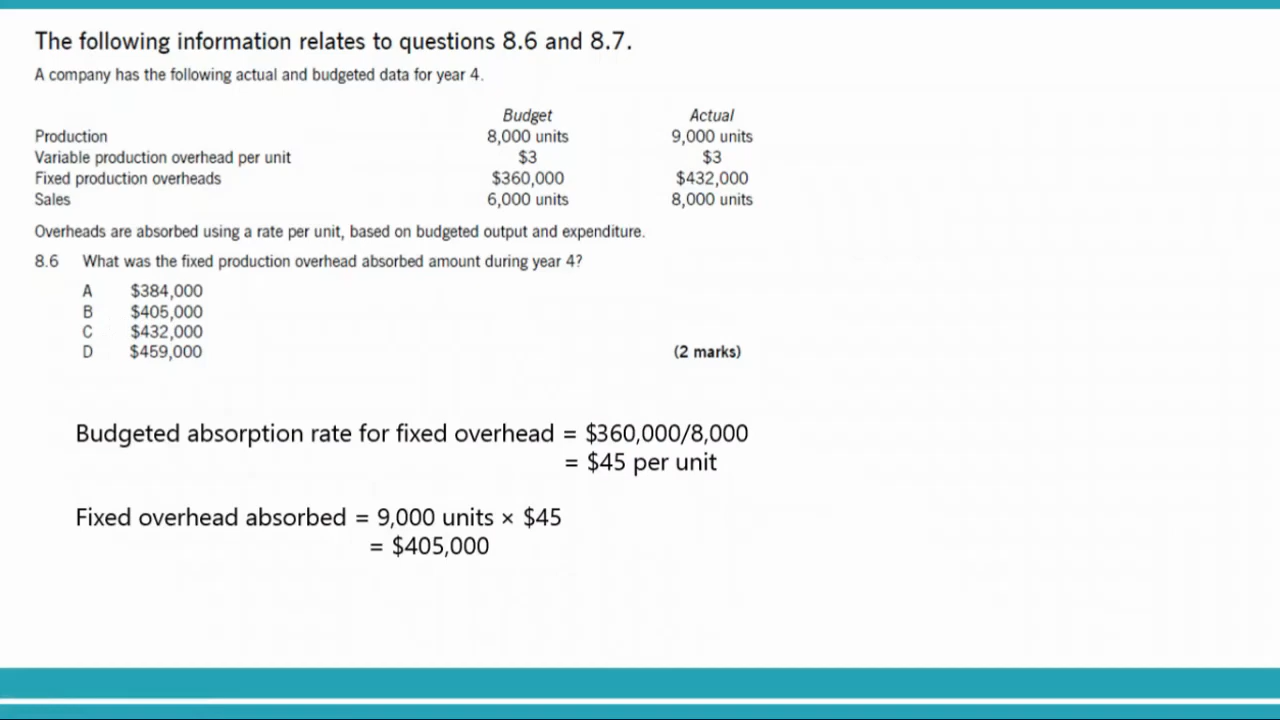 The following information relates to questions 8.6 and 8.7.
A company has the following actual and budgeted data for year 4.
Budget Actual
Production 8,000 units 9,000 units
Variable production overhead per unit $3 $3
Fixed production overheads $360,000 $432,000
Sales 6,000 units 8,000 units
Overheads are absorbed using a rate per unit, based on budgeted output and expenditure.
8.6 What was the fixed production overhead absorbed amount during year 4?
A $384,000
B $405,000
C $432,000
D $459,000 (2 marks)
Budgeted absorption rate for fixed overhead = $360,000/8,000
= $45 per unit
Fixed overhead absorbed = 9,000 units × $45
= $405,000